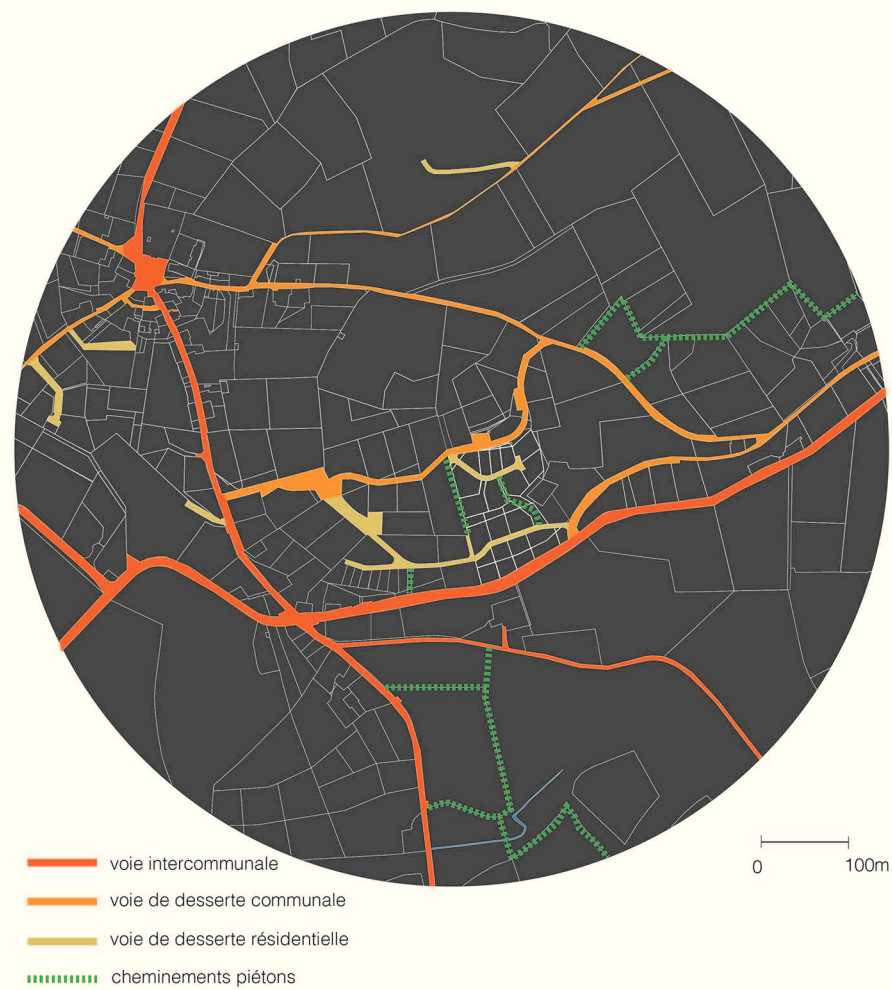 0 100m
voie intercommunale
voie de desserte communale
voie de desserte résidentielle
cheminements piétons